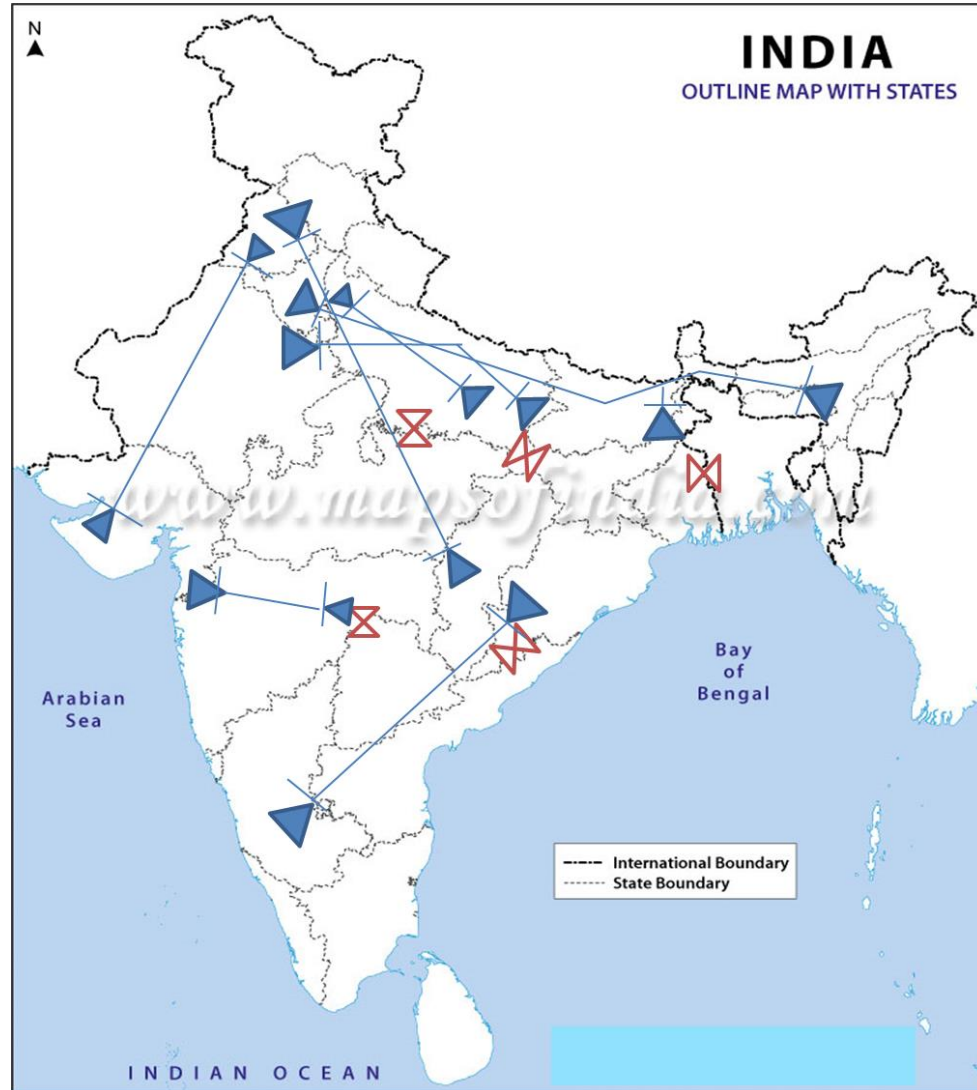 N
INDIA
OUTLINE MAP WITH STATES
www.mapsofindia.com
Arabian
Sea
Bay
of
Bengal
International Boundary
State Boundary
INDIAN OCEAN